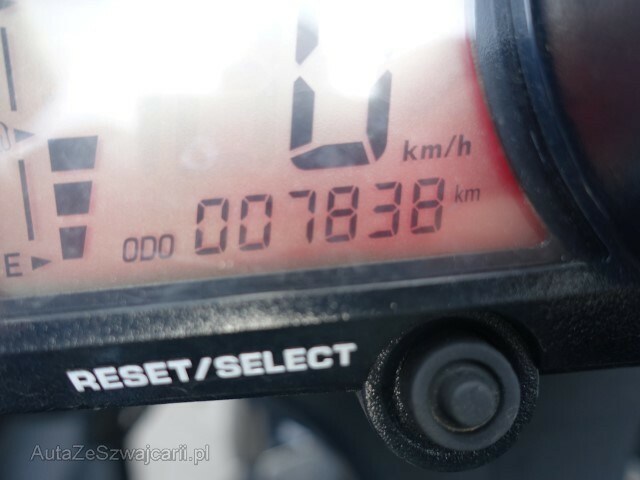 0 km/h
E ODO 007838 km
RESET/SELECT
AutaZeSzwajcarii.pl